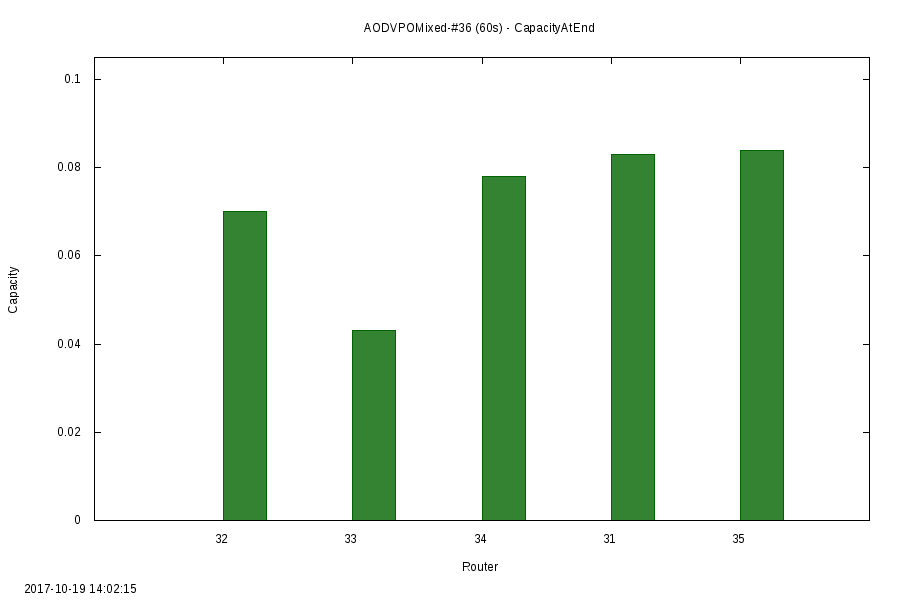 AODVPOMixed-#36 (60s) - CapacityAtEnd
0.1
0.08
0.06
0.04
0.02
0
Capacity
32 33 34 31 35
Router
2017-10-19 14:02:15